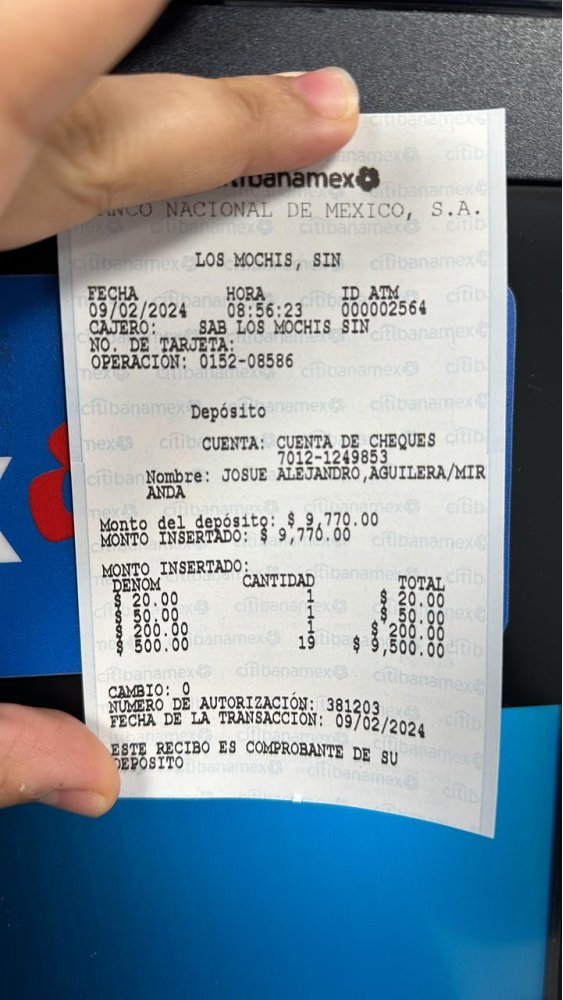 citibanamex
BANCO NACIONAL DE MEXICO, S.A.
LOS MOCHIS, SIN
FECHA HORA ID ATM
09/02/2024 08:56:23 000002564
CAJERO: SAB LOS MOCHIS SIN
NO. DE TARJETA:
OPERACION: 0152-08586
Depósito
CUENTA: CUENTA DE CHEQUES
7012-1249853
Nombre: JOSUE ALEJANDRO,AGUILERA/MIR
ANDA
Monto del depósito: $ 9,770.00
MONTO INSERTADO: $ 9,770.00
MONTO INSERTADO:
DENOM CANTIDAD TOTAL
$ 20.00 1 $ 20.00
$ 50.00 1 $ 50.00
$ 200.00 1 $ 200.00
$ 500.00 19 $ 9,500.00
CAMBIO: 0
NUMERO DE AUTORIZACIÓN: 381203
FECHA DE LA TRANSACCIÓN: 09/02/2024
ESTE RECIBO ES COMPROBANTE DE SU
DEPÓSITO